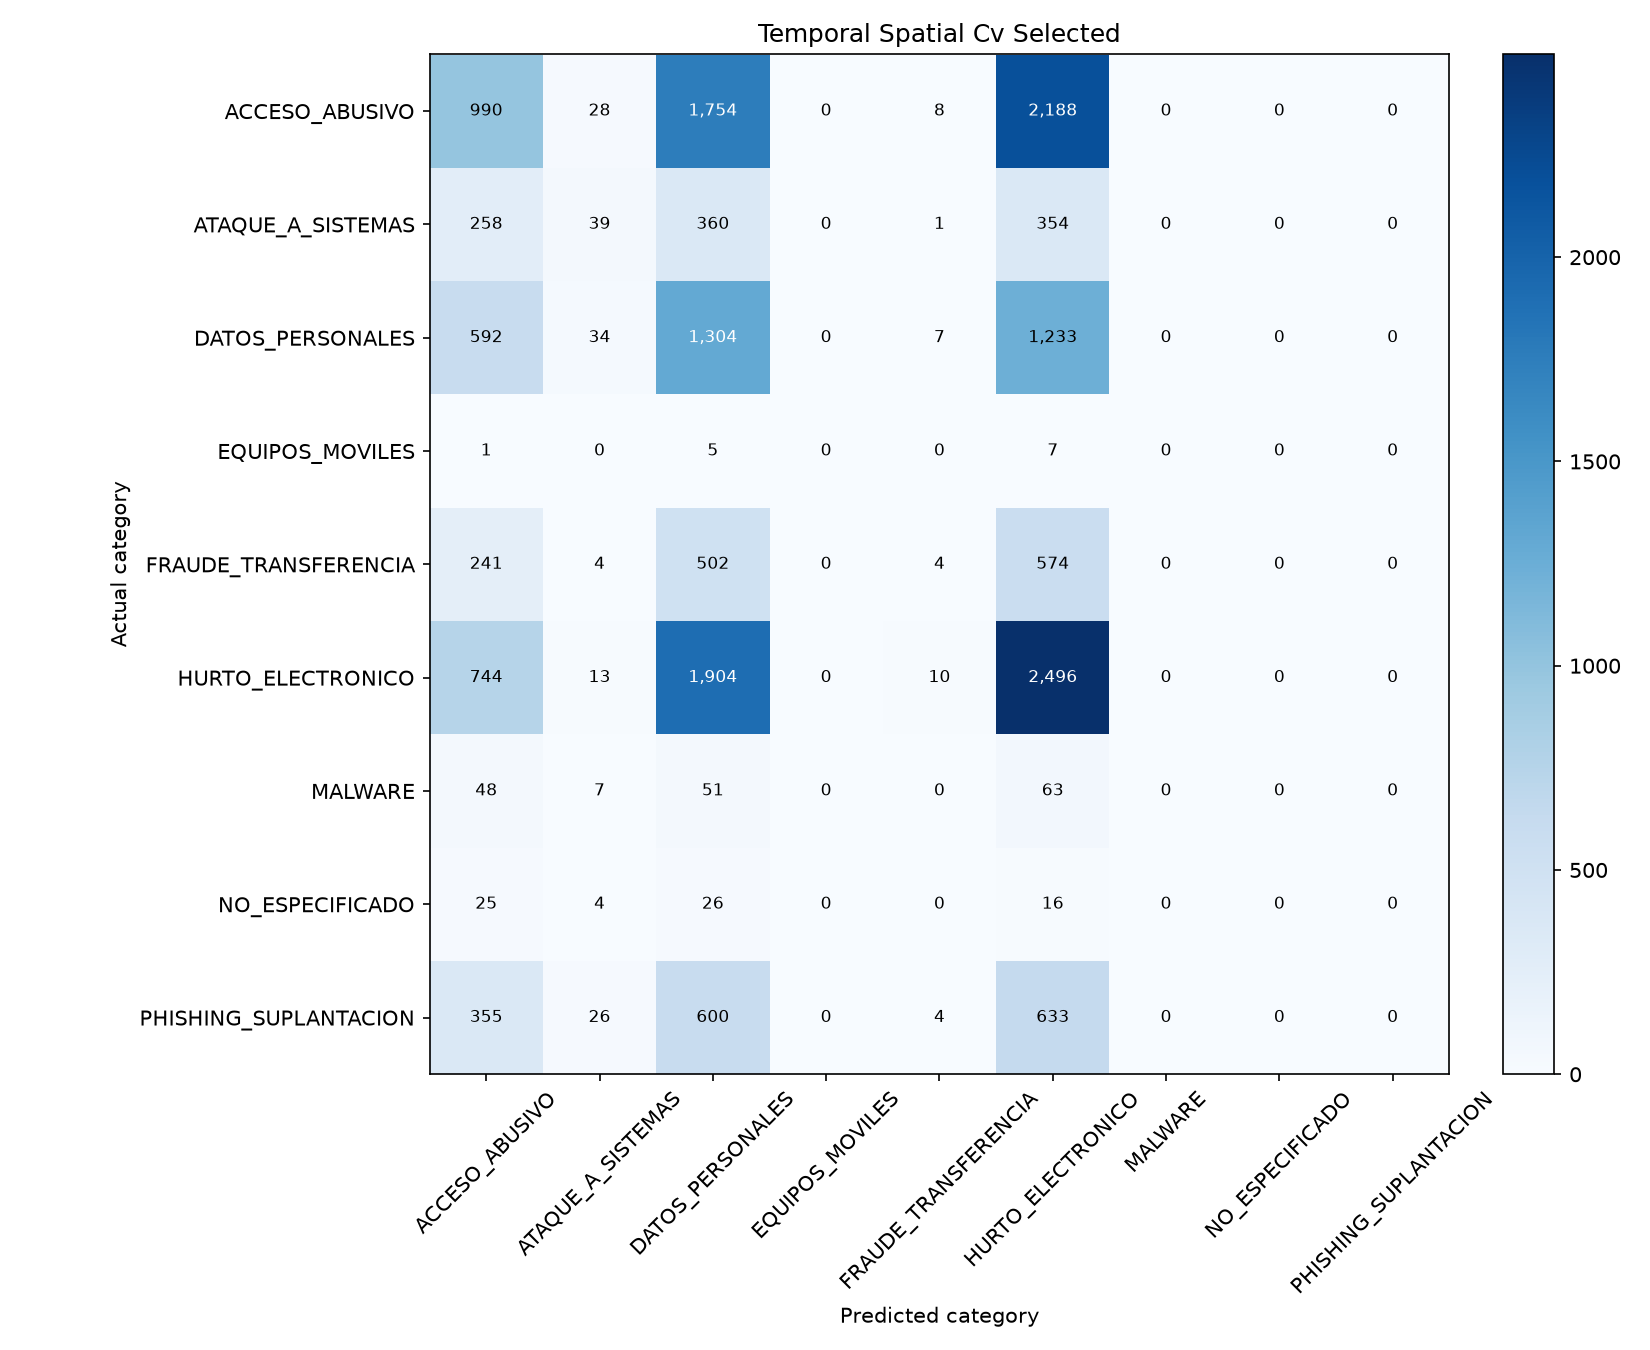 Temporal Spatial Cv Selected
ACCESO_ABUSIVO 990 28 1,754 0 8 2,188 0 0 0
ATAQUE_A_SISTEMAS 258 39 360 0 1 354 0 0 0
DATOS_PERSONALES 592 34 1,304 0 7 1,233 0 0 0
EQUIPOS_MOVILES 1 0 5 0 0 7 0 0 0
FRAUDE_TRANSFERENCIA 241 4 502 0 4 574 0 0 0
HURTO_ELECTRONICO 744 13 1,904 0 10 2,496 0 0 0
MALWARE 48 7 51 0 0 63 0 0 0
NO_ESPECIFICADO 25 4 26 0 0 16 0 0 0
PHISHING_SUPLANTACION 355 26 600 0 4 633 0 0 0
Actual category
ACCESO_ABUSIVO
ATAQUE_A_SISTEMAS
DATOS_PERSONALES
EQUIPOS_MOVILES
FRAUDE_TRANSFERENCIA
HURTO_ELECTRONICO
MALWARE
NO_ESPECIFICADO
PHISHING_SUPLANTACION
Predicted category
2000
1500
1000
500
0